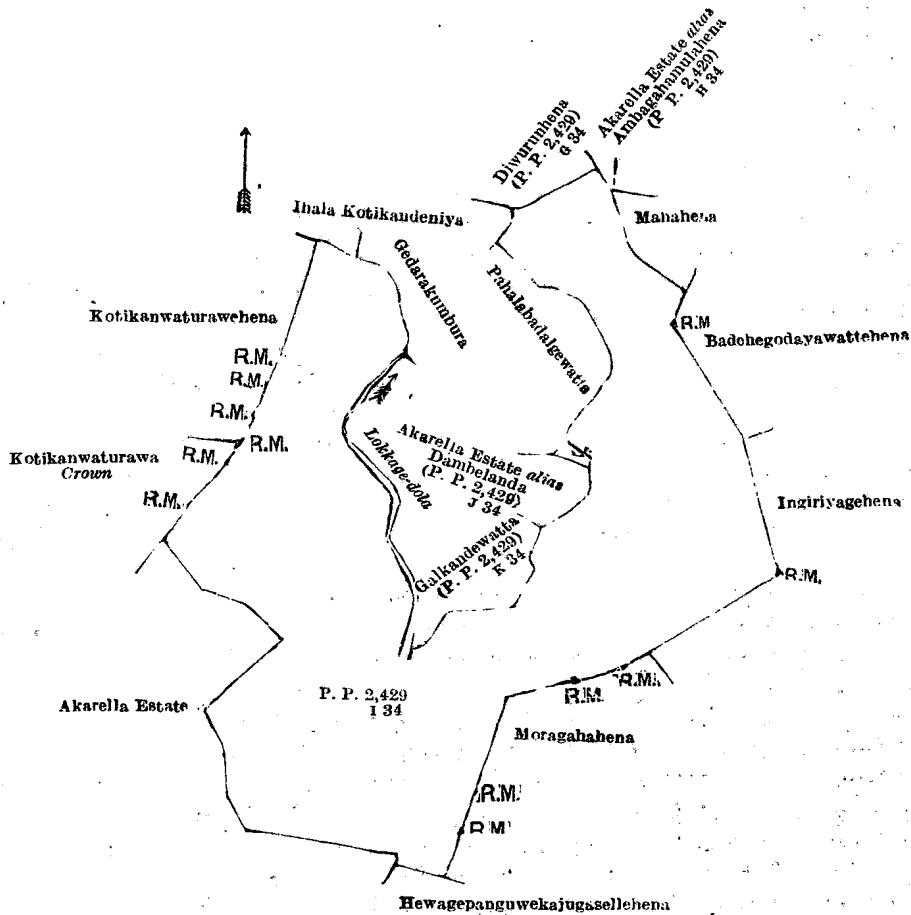 Akarella Estate alias
Ambagahamulahena
(P. P. 2,429)
H 34
Diwurunhena
(P. P. 2,429)
G 34
Ihala Kotikandeniya
Mahahena
Gedarakumbura
Pahalabadalgewatta
Kotikanwaturawehena
R.M
Badohegodayawattehena
R.M.
R.M.
R.M.
R.M.
R.M.
Kotikanwaturawa
Crown
R.M.
Lokkage-dola
Akarella Estate alias
Dambelanda
(P. P. 2,429)
J 34
Ingiriyagehena
Galkandewatta
(P. P. 2,429)
K 34
R.M.
R.M.
R.M.
P. P. 2,429
I 34
Akarella Estate
Moragahahena
R.M.
R.M
Hewagepanguwekajugasellehena